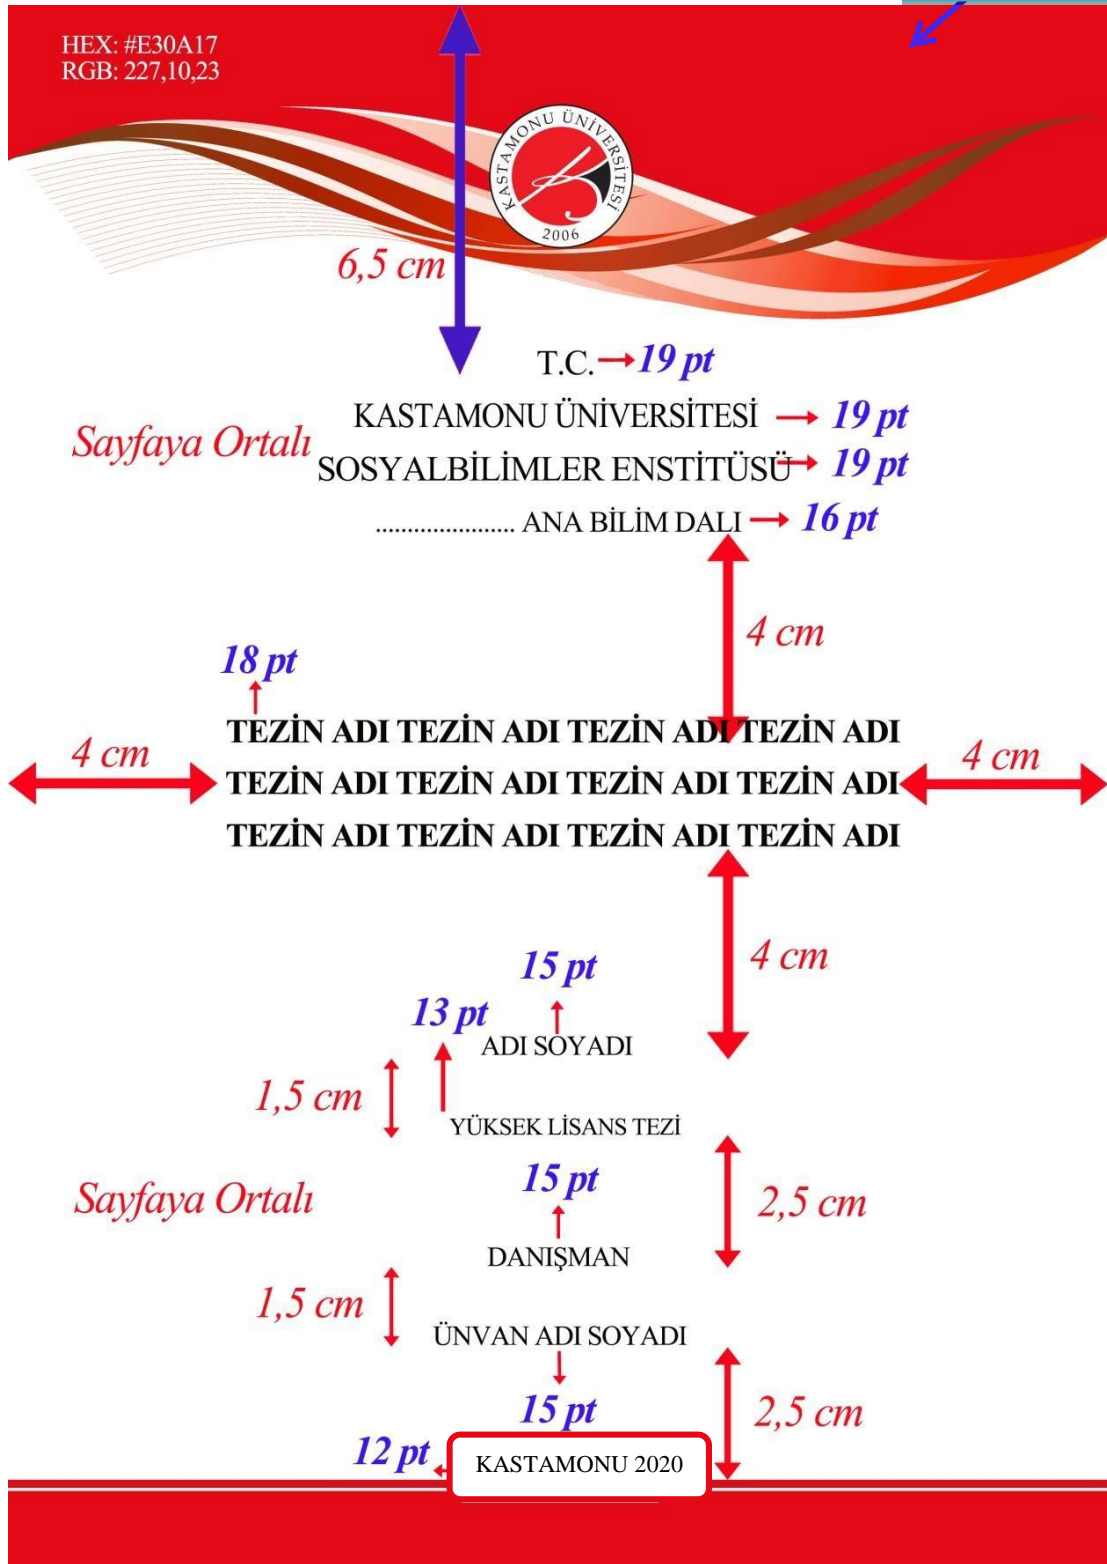 HEX: #E30A17
RGB: 227,10,23
KASTAMONU ÜNİVERSİTESİ
2006
6,5 cm
T.C. 19 pt
KASTAMONU ÜNİVERSİTESİ 19 pt
Sayfaya Ortalı
SOSYALBİLİMLER ENSTİTÜSÜ 19 pt
...................... ANA BİLİM DALI 16 pt
4 cm
18 pt
TEZİN ADI TEZİN ADI TEZİN ADI TEZİN ADI
4 cm
TEZİN ADI TEZİN ADI TEZİN ADI TEZİN ADI
4 cm
TEZİN ADI TEZİN ADI TEZİN ADI TEZİN ADI
4 cm
15 pt
13 pt
ADI SOYADI
1,5 cm
YÜKSEK LİSANS TEZİ
15 pt
Sayfaya Ortalı
2,5 cm
DANIŞMAN
1,5 cm
ÜNVAN ADI SOYADI
15 pt
2,5 cm
12 pt
KASTAMONU 2020